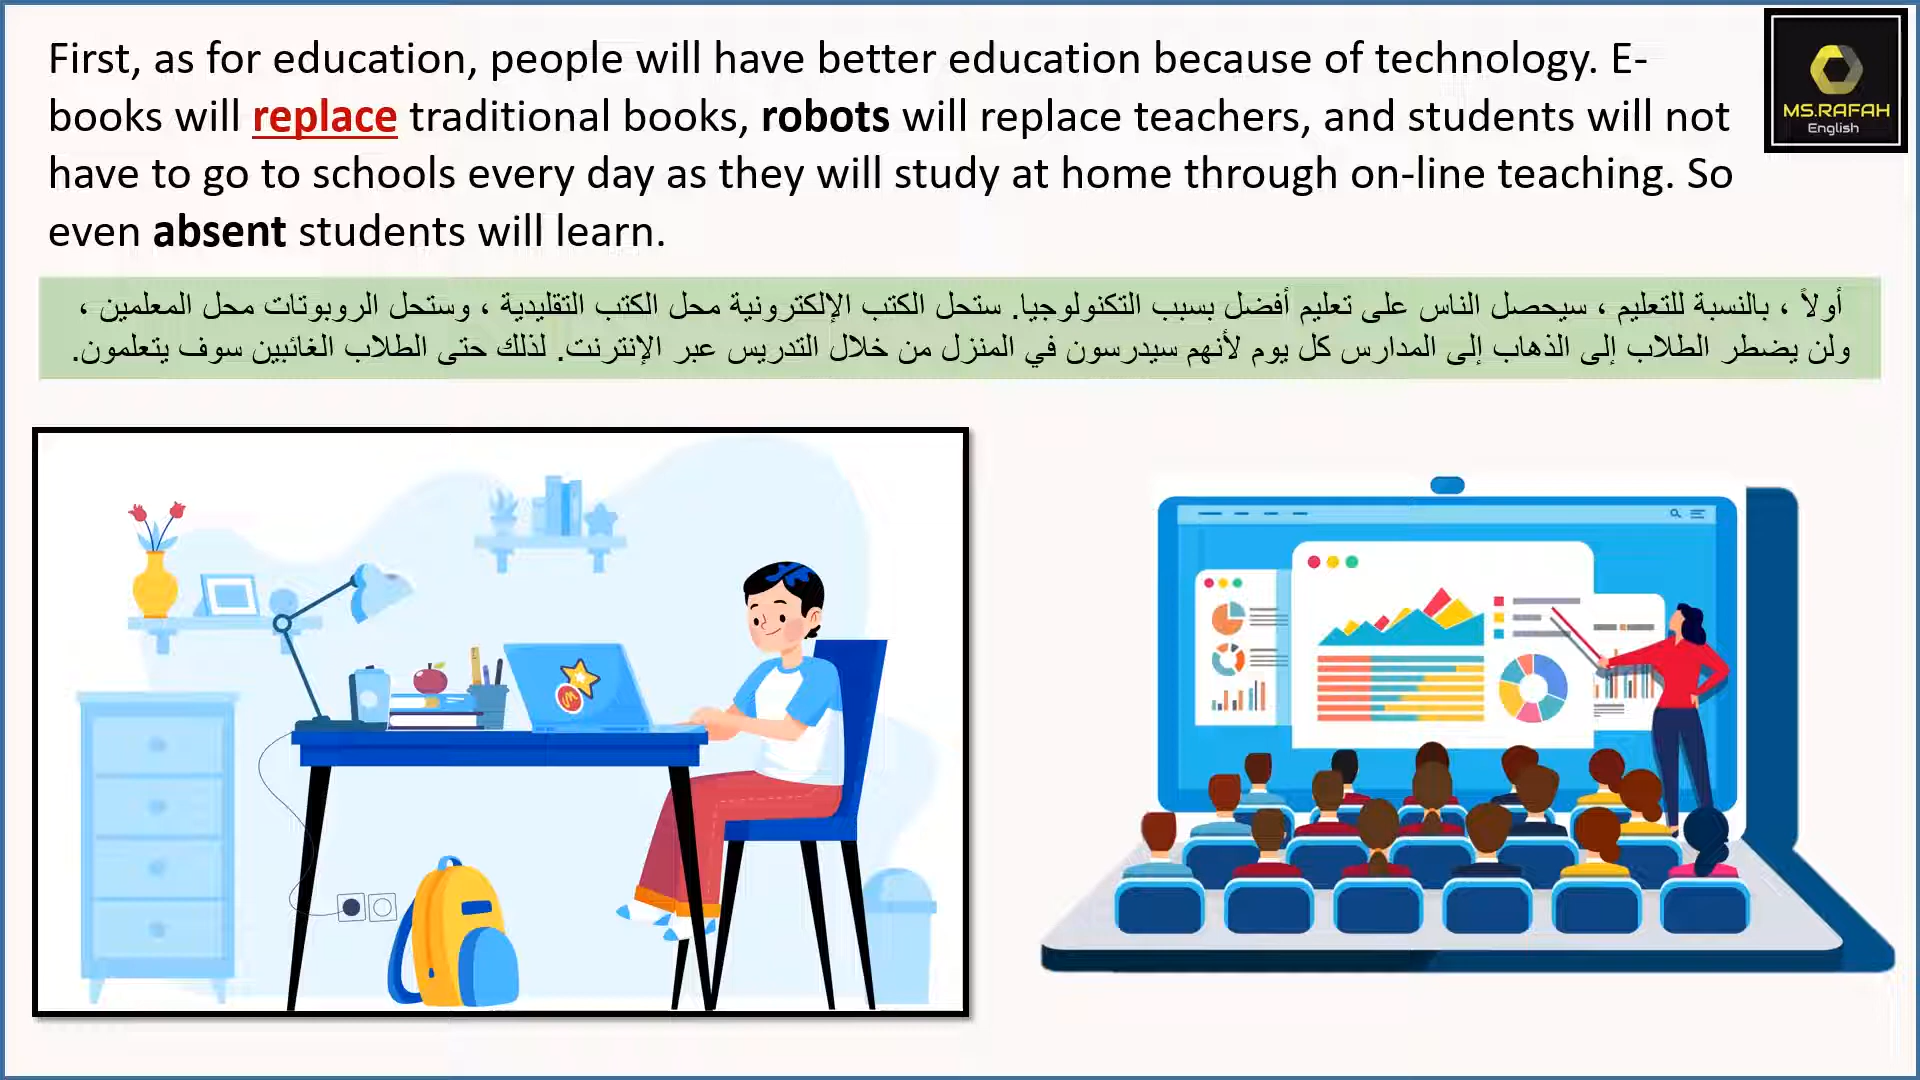 First, as for education, people will have better education because of technology. E-
books will replace traditional books, robots will replace teachers, and students will not
have to go to schools every day as they will study at home through on-line teaching. So
even absent students will learn.
MS.RAFAH
English
أولاً ، بالنسبة للتعليم ، سيحصل الناس على تعليم أفضل بسبب التكنولوجيا. ستحل الكتب الإلكترونية محل الكتب التقليدية ، وستحل الروبوتات محل المعلمين ،
ولن يضطر الطلاب إلى الذهاب إلى المدارس كل يوم لأنهم سيدرسون في المنزل من خلال التدريس عبر الإنترنت. لذلك حتى الطلاب الغائبين سوف يتعلمون.